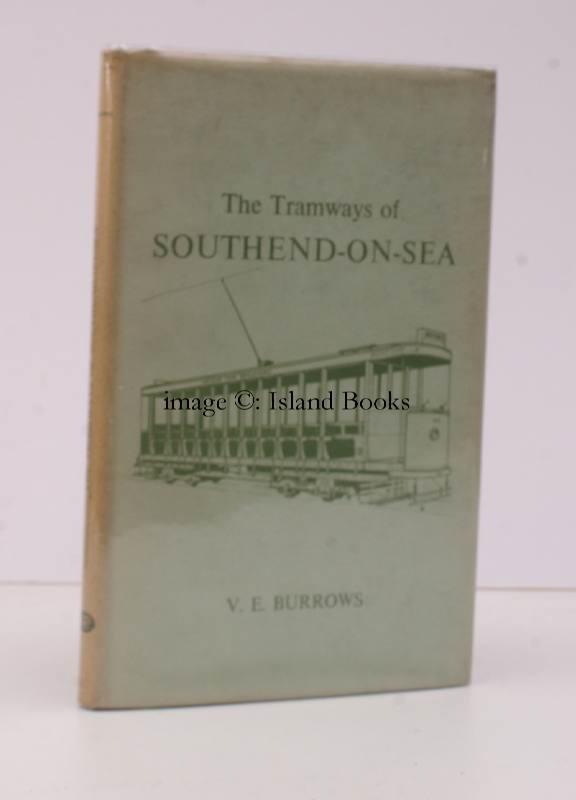 The Tramways of
SOUTHEND-ON-SEA
image ©: Island Books
V. E. BURROWS